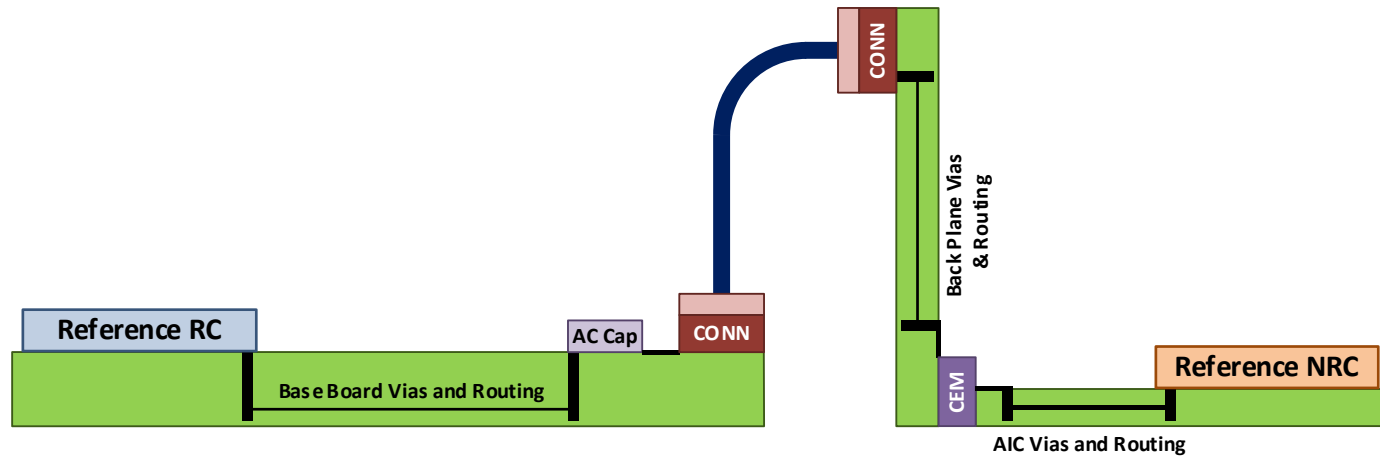 CONN
Back Plane Vias
& Routing
Reference RC
AC Cap
CONN
Base Board Vias and Routing
CEM
Reference NRC
AIC Vias and Routing